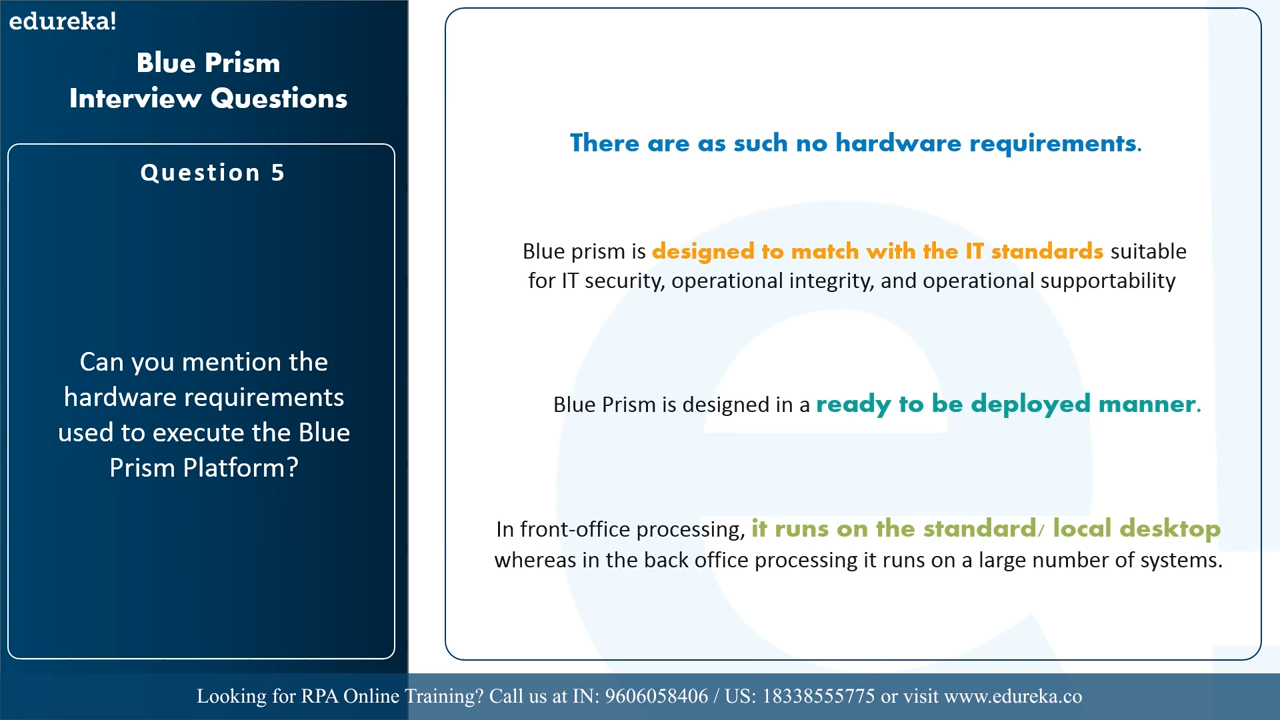 edureka!
Blue Prism
Interview Questions
Question 5
Can you mention the
hardware requirements
used to execute the Blue
Prism Platform?
There are as such no hardware requirements.
Blue prism is designed to match with the IT standards suitable
for IT security, operational integrity, and operational supportability
Blue Prism is designed in a ready to be deployed manner.
In front-office processing, it runs on the standard/ local desktop
whereas in the back office processing it runs on a large number of systems.
Looking for RPA Online Training? Call us at IN: 9606058406 / US: 18338555775 or visit www.edureka.co